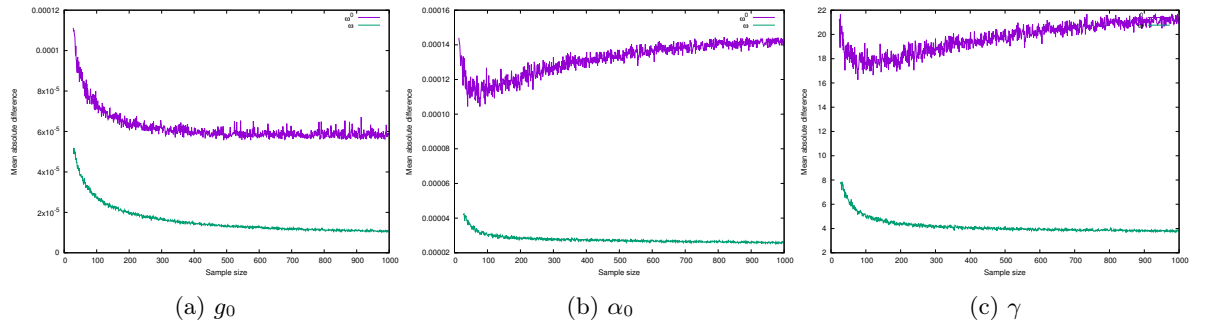 0.00012
0.0001
8x10-5
6x10-5
4x10-5
2x10-5
0
0 100 200 300 400 500 600 700 800 900 1000
Mean absolute difference
Sample size
ω0
ω
(a) g0
0.00016
0.00014
0.00012
0.0001
0.00008
0.00006
0.00004
0.00002
0 100 200 300 400 500 600 700 800 900 1000
Mean absolute difference
Sample size
ω0
ω
(b) α0
22
20
18
16
14
12
10
8
6
4
2
0 100 200 300 400 500 600 700 800 900 1000
Mean absolute difference
Sample size
(c) γ